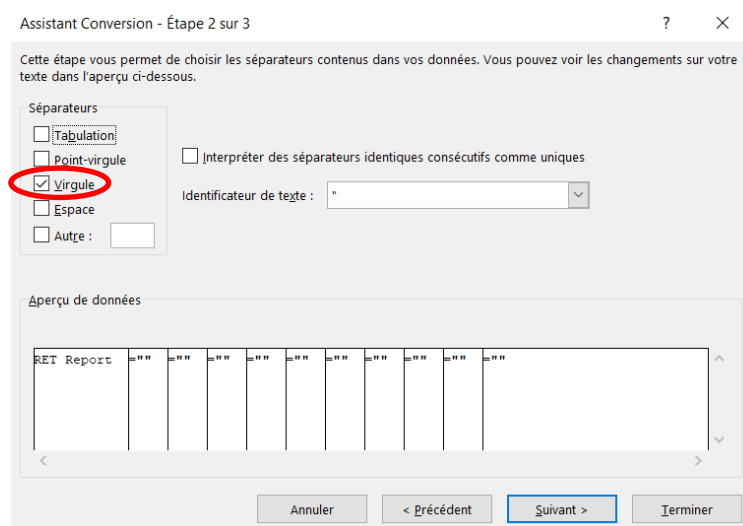 Assistant Conversion - Étape 2 sur 3 ? ×
Cette étape vous permet de choisir les séparateurs contenus dans vos données. Vous pouvez voir les changements sur votre
texte dans l'aperçu ci-dessous.
Séparateurs
Tabulation
Point-virgule
Interpréter des séparateurs identiques consécutifs comme uniques
Virgule
Identificateur de texte : "
Espace
Autre :
Aperçu de données
RET Report ="" ="" ="" ="" ="" ="" ="" ="" =""
Annuler < Précédent Suivant > Terminer